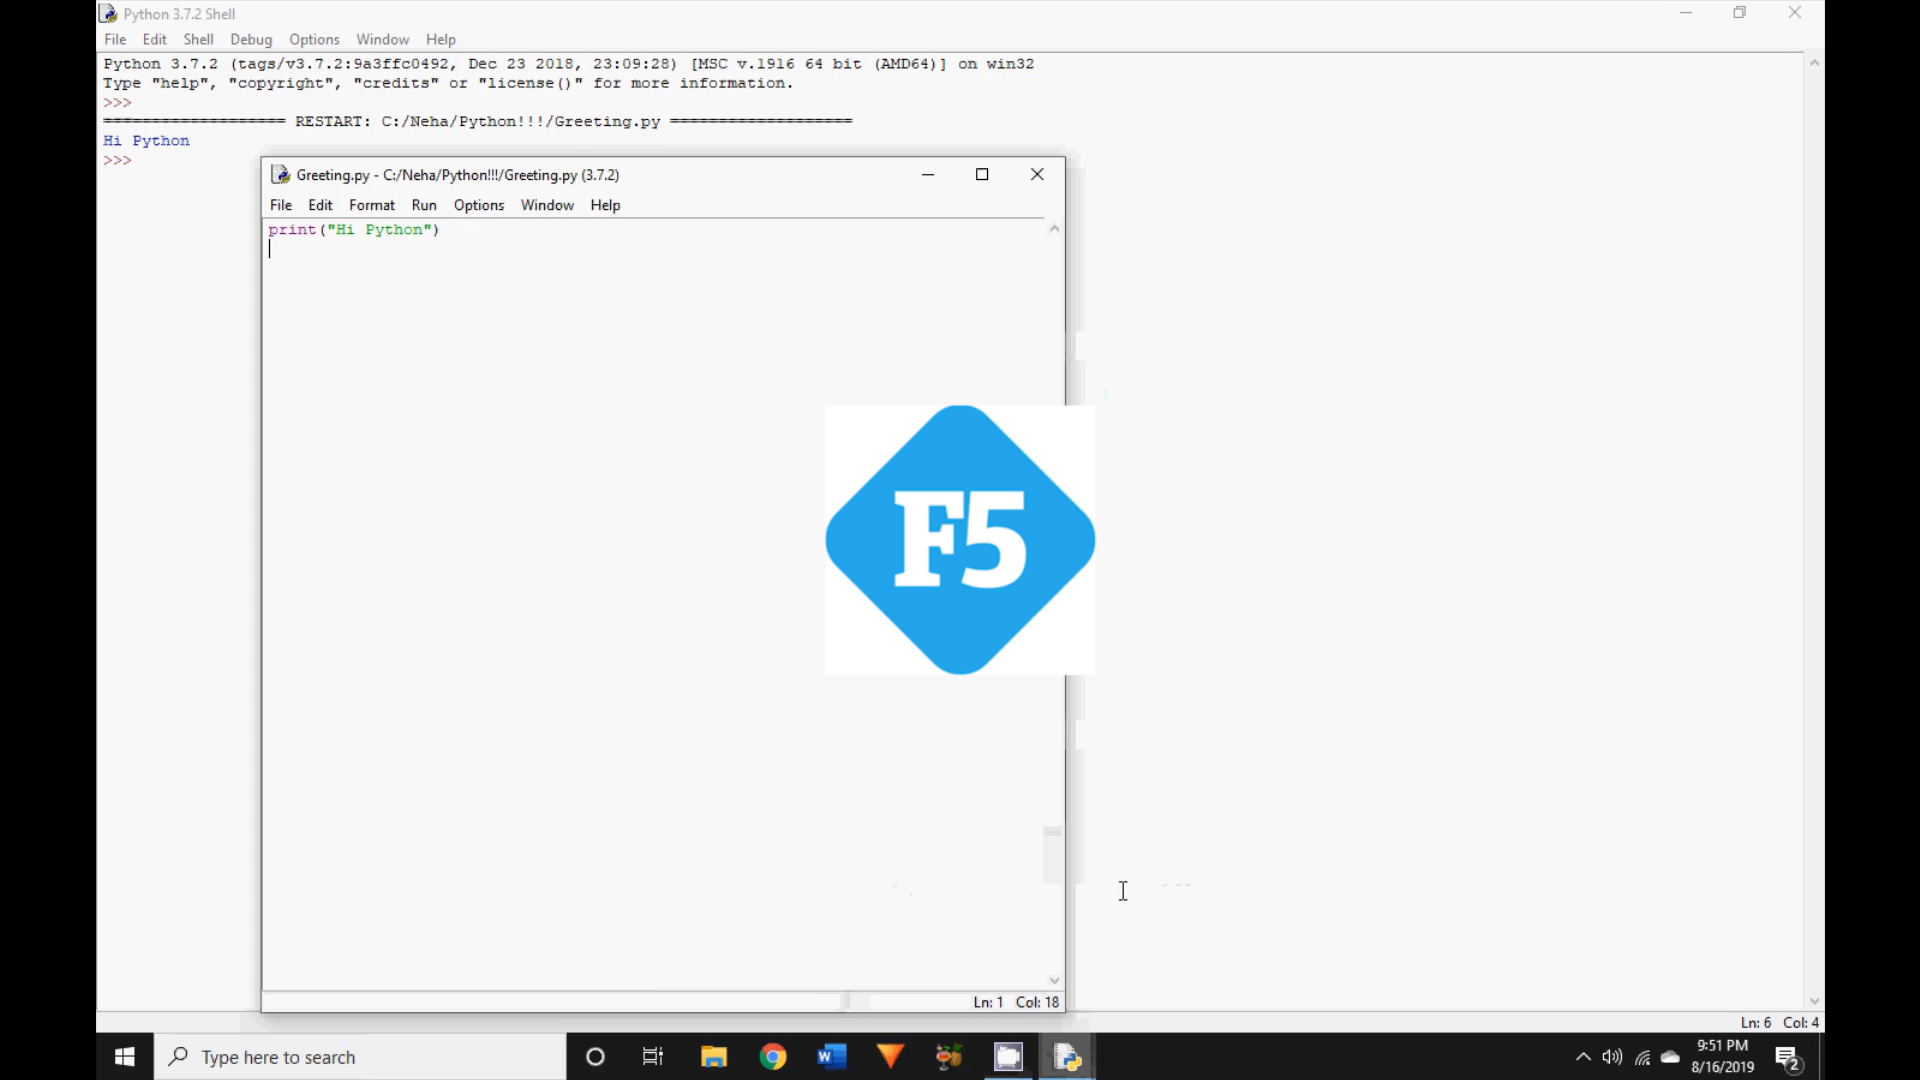 Python 3.7.2 Shell
File Edit Shell Debug Options Window Help
Python 3.7.2 (tags/v3.7.2:9a3ffc0492, Dec 23 2018, 23:09:28) [MSC v.1916 64 bit (AMD64)] on win32
Type "help", "copyright", "credits" or "license()" for more information.
>>>
=================== RESTART: C:/Neha/Python!!!/Greeting.py ===================
Hi Python
>>>
Greeting.py - C:/Neha/Python!!!/Greeting.py (3.7.2)
File Edit Format Run Options Window Help
print("Hi Python")
F5
Ln: 1 Col: 18
Ln: 6 Col: 4
Type here to search
W
9:51 PM
8/16/2019
2